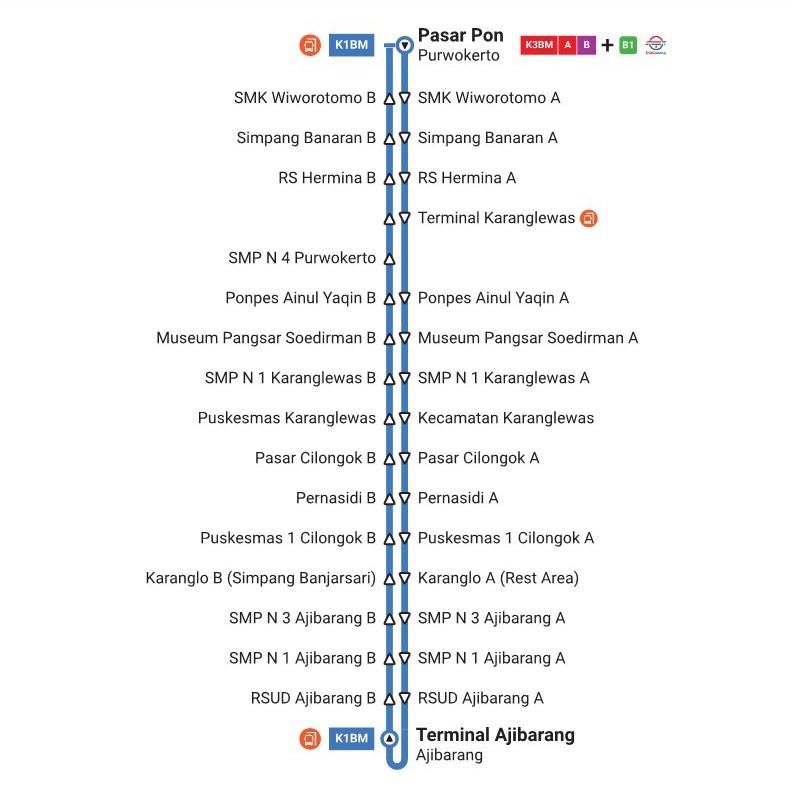 K1BM
Pasar Pon
Purwokerto
K3BM A B + B1
SMK Wiworotomo B
SMK Wiworotomo A
Simpang Banaran B
Simpang Banaran A
RS Hermina B
RS Hermina A
Terminal Karanglewas
SMP N 4 Purwokerto
Ponpes Ainul Yaqin B
Ponpes Ainul Yaqin A
Museum Pangsar Soedirman B
Museum Pangsar Soedirman A
SMP N 1 Karanglewas B
SMP N 1 Karanglewas A
Puskesmas Karanglewas
Kecamatan Karanglewas
Pasar Cilongok B
Pasar Cilongok A
Pernasidi B
Pernasidi A
Puskesmas 1 Cilongok B
Puskesmas 1 Cilongok A
Karanglo B (Simpang Banjarsari)
Karanglo A (Rest Area)
SMP N 3 Ajibarang B
SMP N 3 Ajibarang A
SMP N 1 Ajibarang B
SMP N 1 Ajibarang A
RSUD Ajibarang B
RSUD Ajibarang A
K1BM
Terminal Ajibarang
Ajibarang